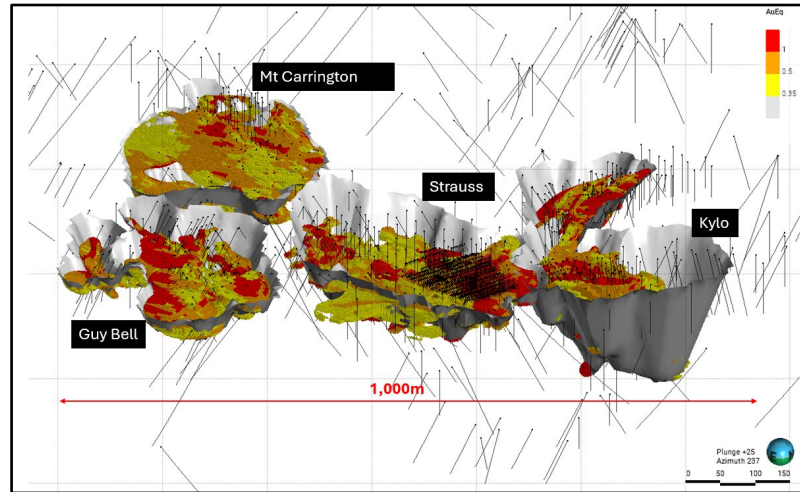 AuEq
1
0.5
0.35
Mt Carrington
Strauss
Kylo
Guy Bell
1,000m
Plunge +25
Azimuth 237
0 50 100 150